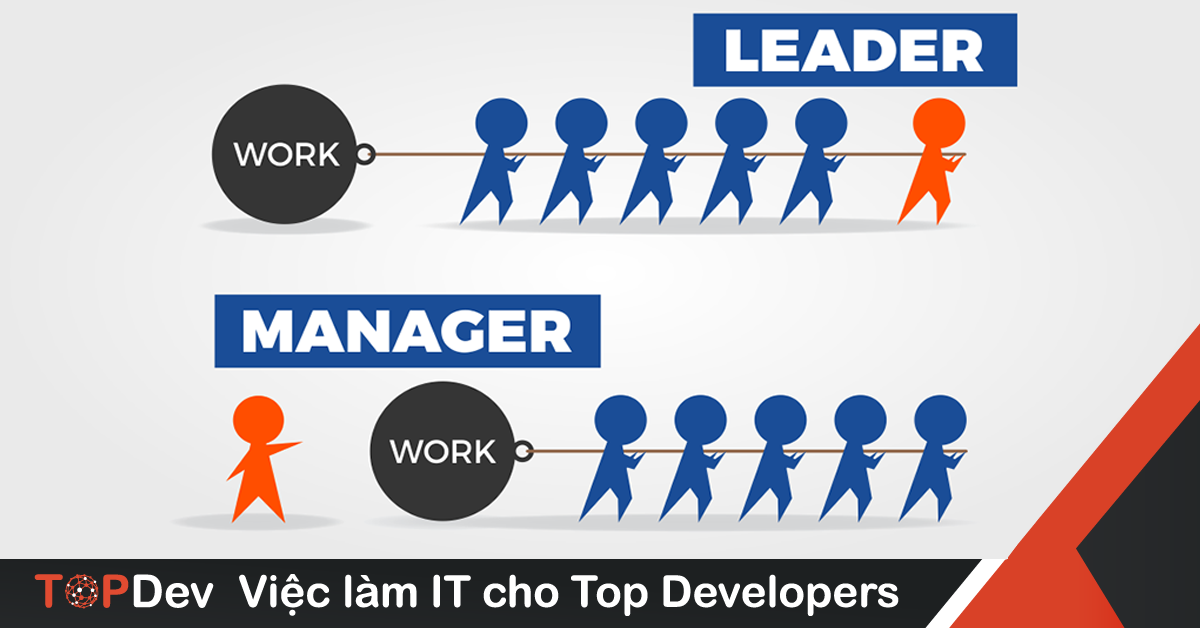 LEADER
WORK
MANAGER
WORK
TOPDev Việc làm IT cho Top Developers